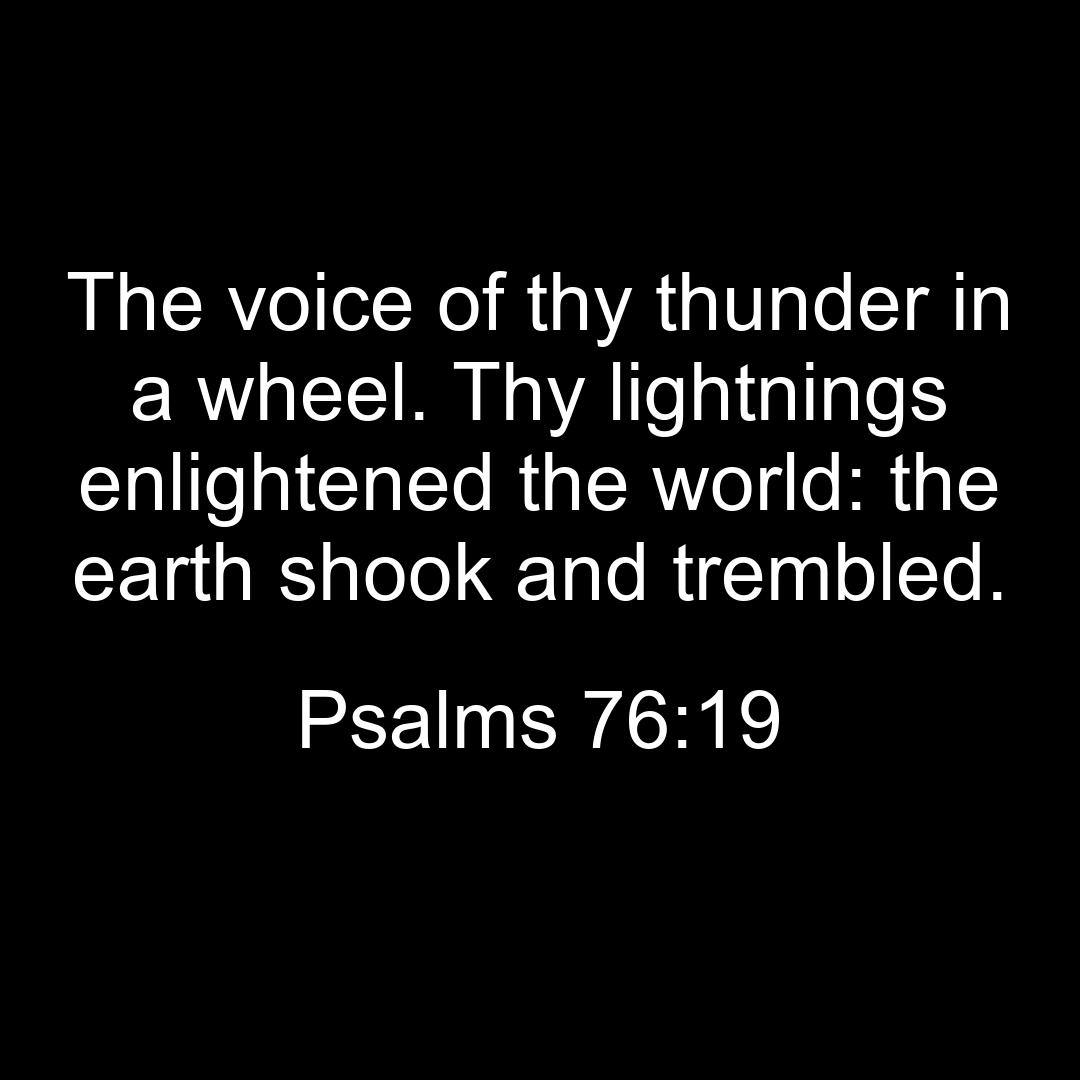 The voice of thy thunder in
a wheel. Thy lightnings
enlightened the world: the
earth shook and trembled.
Psalms 76:19